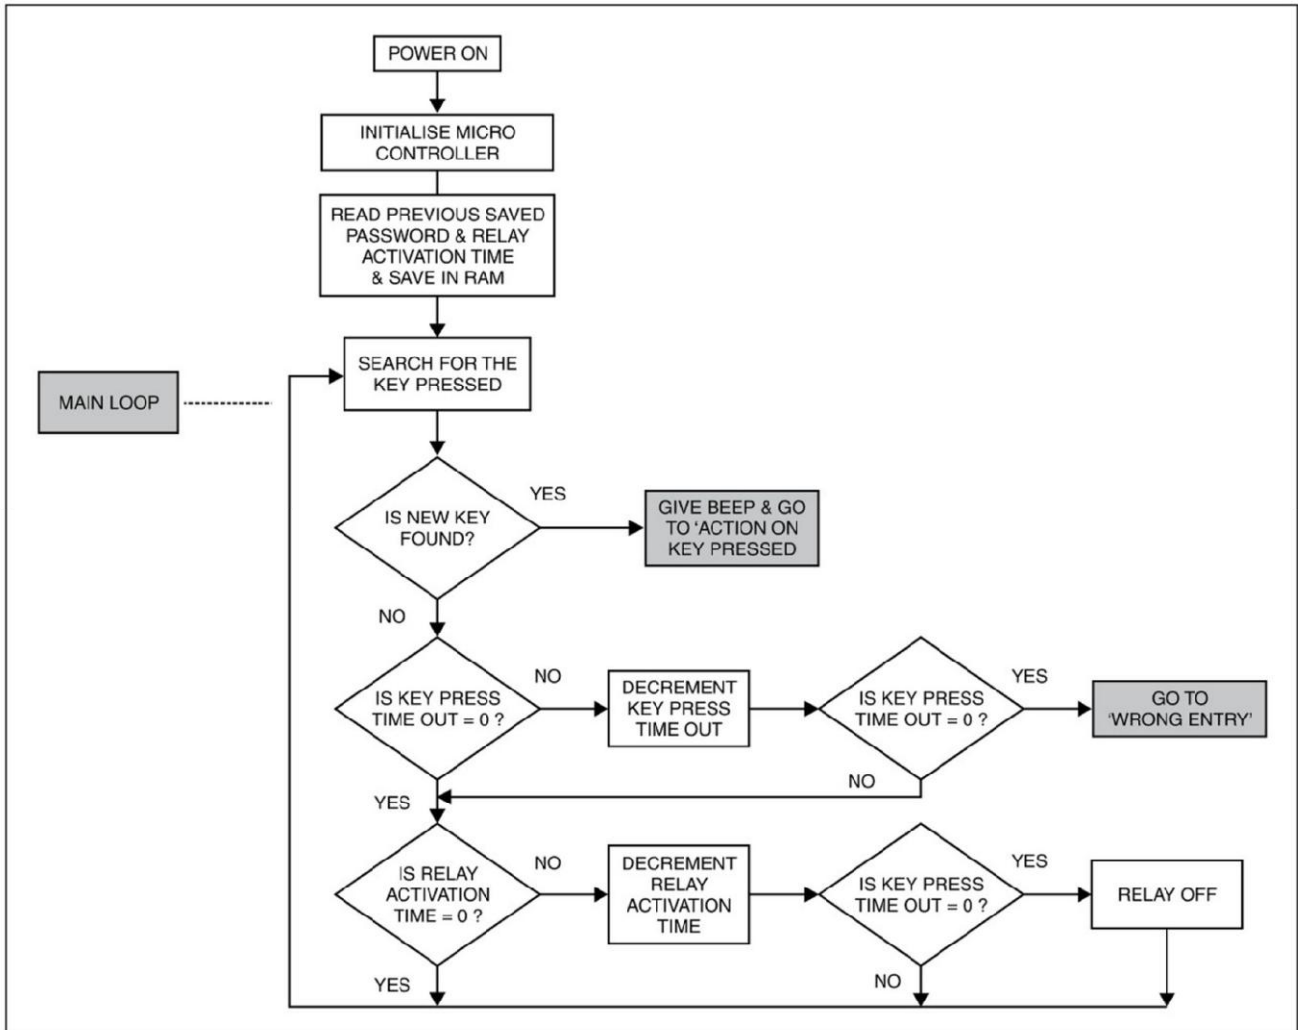 POWER ON
INITIALISE MICRO
CONTROLLER
READ PREVIOUS SAVED
PASSWORD & RELAY
ACTIVATION TIME
& SAVE IN RAM
SEARCH FOR THE
KEY PRESSED
MAIN LOOP
IS NEW KEY
FOUND?
YES
GIVE BEEP & GO
TO ‘ACTION ON
KEY PRESSED
NO
IS KEY PRESS
TIME OUT = 0 ?
NO
DECREMENT
KEY PRESS
TIME OUT
IS KEY PRESS
TIME OUT = 0 ?
YES
GO TO
‘WRONG ENTRY’
NO
YES
IS RELAY
ACTIVATION
TIME = 0 ?
NO
DECREMENT
RELAY
ACTIVATION
TIME
IS KEY PRESS
TIME OUT = 0 ?
YES
RELAY OFF
YES
NO